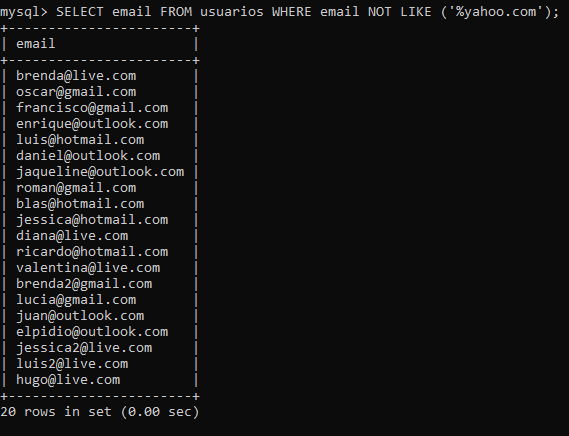 mysql> SELECT email FROM usuarios WHERE email NOT LIKE ('%yahoo.com');
+-----------------------+
| email                 |
+-----------------------+
| brenda@live.com       |
| oscar@gmail.com       |
| francisco@gmail.com   |
| enrique@outlook.com   |
| luis@hotmail.com      |
| daniel@outlook.com    |
| jaqueline@outlook.com |
| roman@gmail.com       |
| blas@hotmail.com      |
| jessica@hotmail.com   |
| diana@live.com        |
| ricardo@hotmail.com   |
| valentina@live.com    |
| brenda2@gmail.com     |
| lucia@gmail.com       |
| juan@outlook.com      |
| elpidio@outlook.com   |
| jessica2@live.com     |
| luis2@live.com        |
| hugo@live.com         |
+-----------------------+
20 rows in set (0.00 sec)